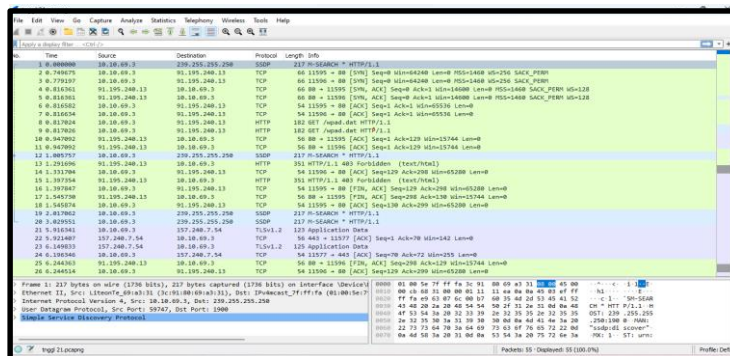 File Edit View Go Capture Analyze Statistics Telephony Wireless Tools Help
Apply a display filter ... <Ctrl-/>
No. Time Source Destination Protocol Length Info
1 0.000000 10.10.69.3 239.255.255.250 SSDP 217 M-SEARCH * HTTP/1.1
2 0.749675 10.10.69.3 91.195.240.13 TCP 66 11595 → 80 [SYN] Seq=0 Win=64240 Len=0 MSS=1460 WS=256 SACK_PERM
3 0.779197 10.10.69.3 91.195.240.13 TCP 66 11596 → 80 [SYN] Seq=0 Win=64240 Len=0 MSS=1460 WS=256 SACK_PERM
4 0.816361 91.195.240.13 10.10.69.3 TCP 66 80 → 11595 [SYN, ACK] Seq=0 Ack=1 Win=14600 Len=0 MSS=1460 SACK_PERM WS=128
5 0.816361 91.195.240.13 10.10.69.3 TCP 66 80 → 11596 [SYN, ACK] Seq=0 Ack=1 Win=14600 Len=0 MSS=1460 SACK_PERM WS=128
6 0.816582 10.10.69.3 91.195.240.13 TCP 54 11595 → 80 [ACK] Seq=1 Ack=1 Win=65536 Len=0
7 0.816634 10.10.69.3 91.195.240.13 TCP 54 11596 → 80 [ACK] Seq=1 Ack=1 Win=65536 Len=0
8 0.817024 10.10.69.3 91.195.240.13 HTTP 182 GET /wpad.dat HTTP/1.1
9 0.817026 10.10.69.3 91.195.240.13 HTTP 182 GET /wpad.dat HTTP/1.1
10 0.947092 91.195.240.13 10.10.69.3 TCP 56 80 → 11595 [ACK] Seq=1 Ack=129 Win=15744 Len=0
11 0.947092 91.195.240.13 10.10.69.3 TCP 56 80 → 11596 [ACK] Seq=1 Ack=129 Win=15744 Len=0
12 1.005757 10.10.69.3 239.255.255.250 SSDP 217 M-SEARCH * HTTP/1.1
13 1.291696 91.195.240.13 10.10.69.3 HTTP 351 HTTP/1.1 403 Forbidden (text/html)
14 1.331704 10.10.69.3 91.195.240.13 TCP 54 11596 → 80 [ACK] Seq=129 Ack=298 Win=65280 Len=0
15 1.397354 91.195.240.13 10.10.69.3 HTTP 351 HTTP/1.1 403 Forbidden (text/html)
16 1.397847 10.10.69.3 91.195.240.13 TCP 54 11595 → 80 [FIN, ACK] Seq=129 Ack=298 Win=65280 Len=0
17 1.545730 91.195.240.13 10.10.69.3 TCP 56 80 → 11595 [FIN, ACK] Seq=298 Ack=130 Win=15744 Len=0
18 1.545874 10.10.69.3 91.195.240.13 TCP 54 11595 → 80 [ACK] Seq=130 Ack=299 Win=65280 Len=0
19 2.017062 10.10.69.3 239.255.255.250 SSDP 217 M-SEARCH * HTTP/1.1
20 3.029551 10.10.69.3 239.255.255.250 SSDP 217 M-SEARCH * HTTP/1.1
21 5.916341 10.10.69.3 157.240.7.54 TLSv1.2 123 Application Data
22 5.921487 157.240.7.54 10.10.69.3 TCP 56 443 → 11577 [ACK] Seq=1 Ack=70 Win=142 Len=0
23 6.149833 157.240.7.54 10.10.69.3 TLSv1.2 125 Application Data
24 6.196346 10.10.69.3 157.240.7.54 TCP 54 11577 → 443 [ACK] Seq=70 Ack=72 Win=255 Len=0
25 6.244363 91.195.240.13 10.10.69.3 TCP 56 80 → 11596 [FIN, ACK] Seq=298 Ack=129 Win=15744 Len=0
26 6.244514 10.10.69.3 91.195.240.13 TCP 54 11596 → 80 [ACK] Seq=129 Ack=299 Win=65280 Len=0
Frame 1: 217 bytes on wire (1736 bits), 217 bytes captured (1736 bits) on interface \Device\
Ethernet II, Src: LiteonTe_69:a3:31 (3c:91:80:69:a3:31), Dst: IPv4mcast_7f:ff:fa (01:00:5e:7
Internet Protocol Version 4, Src: 10.10.69.3, Dst: 239.255.255.250
User Datagram Protocol, Src Port: 59747, Dst Port: 1900
Simple Service Discovery Protocol
tnggl 21.pcapng
Packets: 55 · Displayed: 55 (100.0%)
Profile: Def